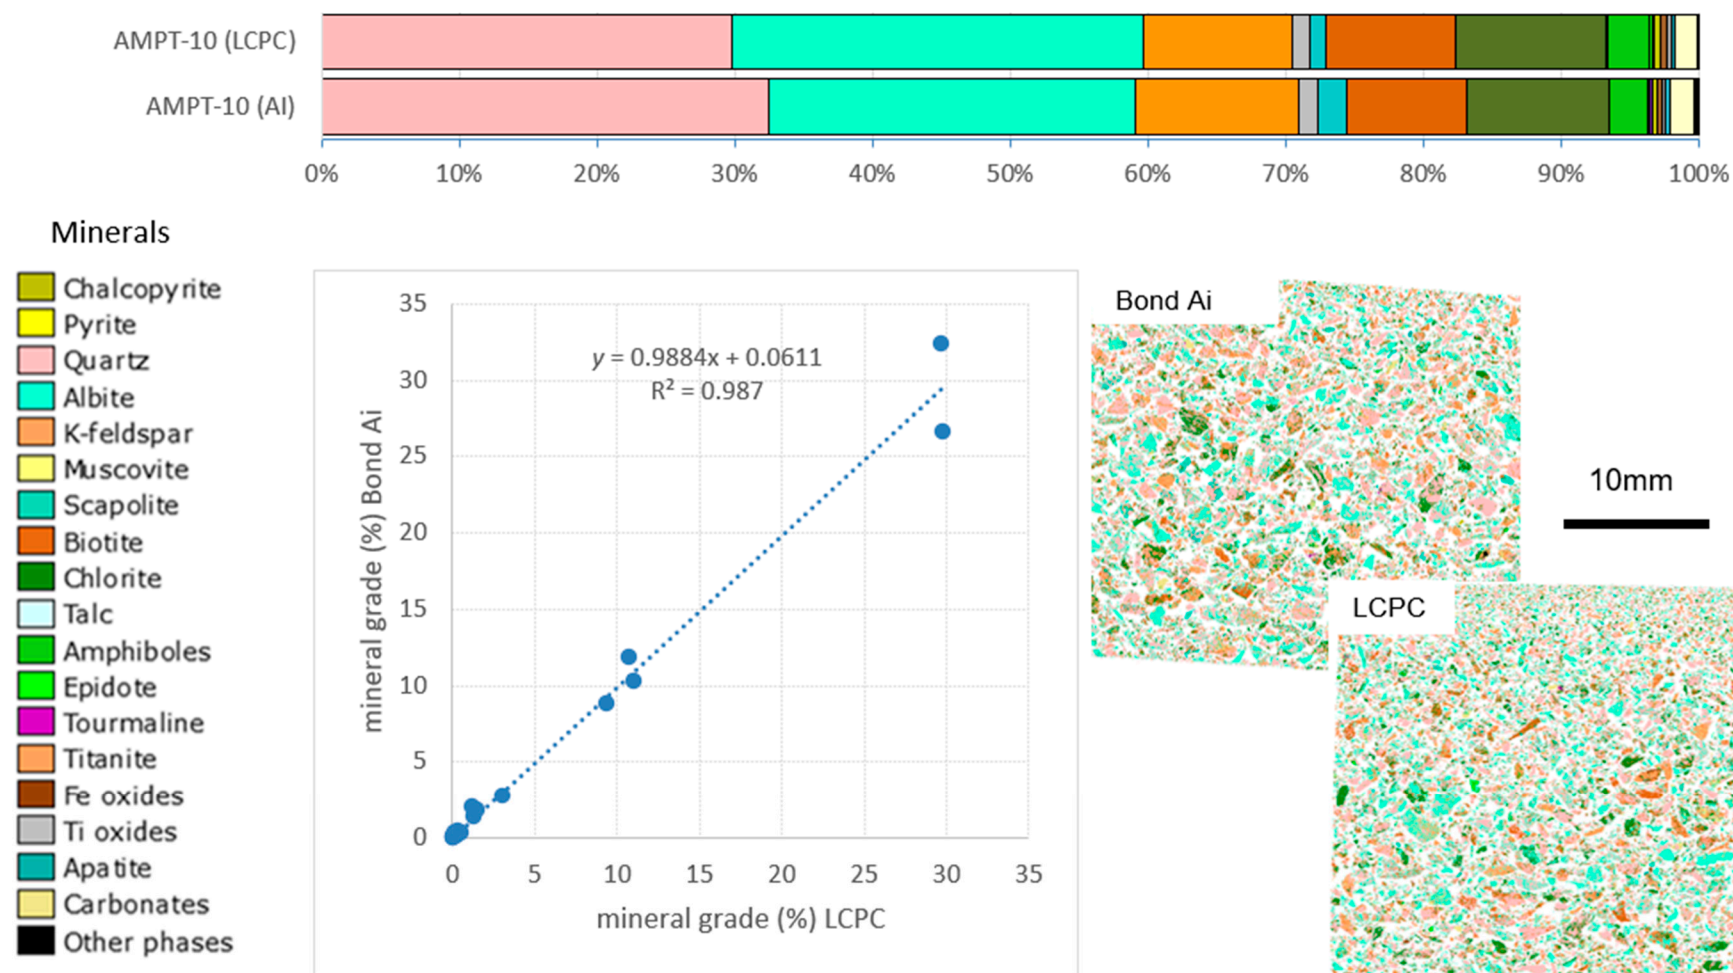 AMPT-10 (LCPC)
AMPT-10 (AI)
0% 10% 20% 30% 40% 50% 60% 70% 80% 90% 100%
Minerals
Chalcopyrite
Pyrite
Quartz
Albite
K-feldspar
Muscovite
Scapolite
Biotite
Chlorite
Talc
Amphiboles
Epidote
Tourmaline
Titanite
Fe oxides
Ti oxides
Apatite
Carbonates
Other phases
mineral grade (%) Bond Ai
35
30
25
20
15
10
5
0
y = 0.9884x + 0.0611
R² = 0.987
0 5 10 15 20 25 30 35
mineral grade (%) LCPC
Bond Ai
10mm
LCPC